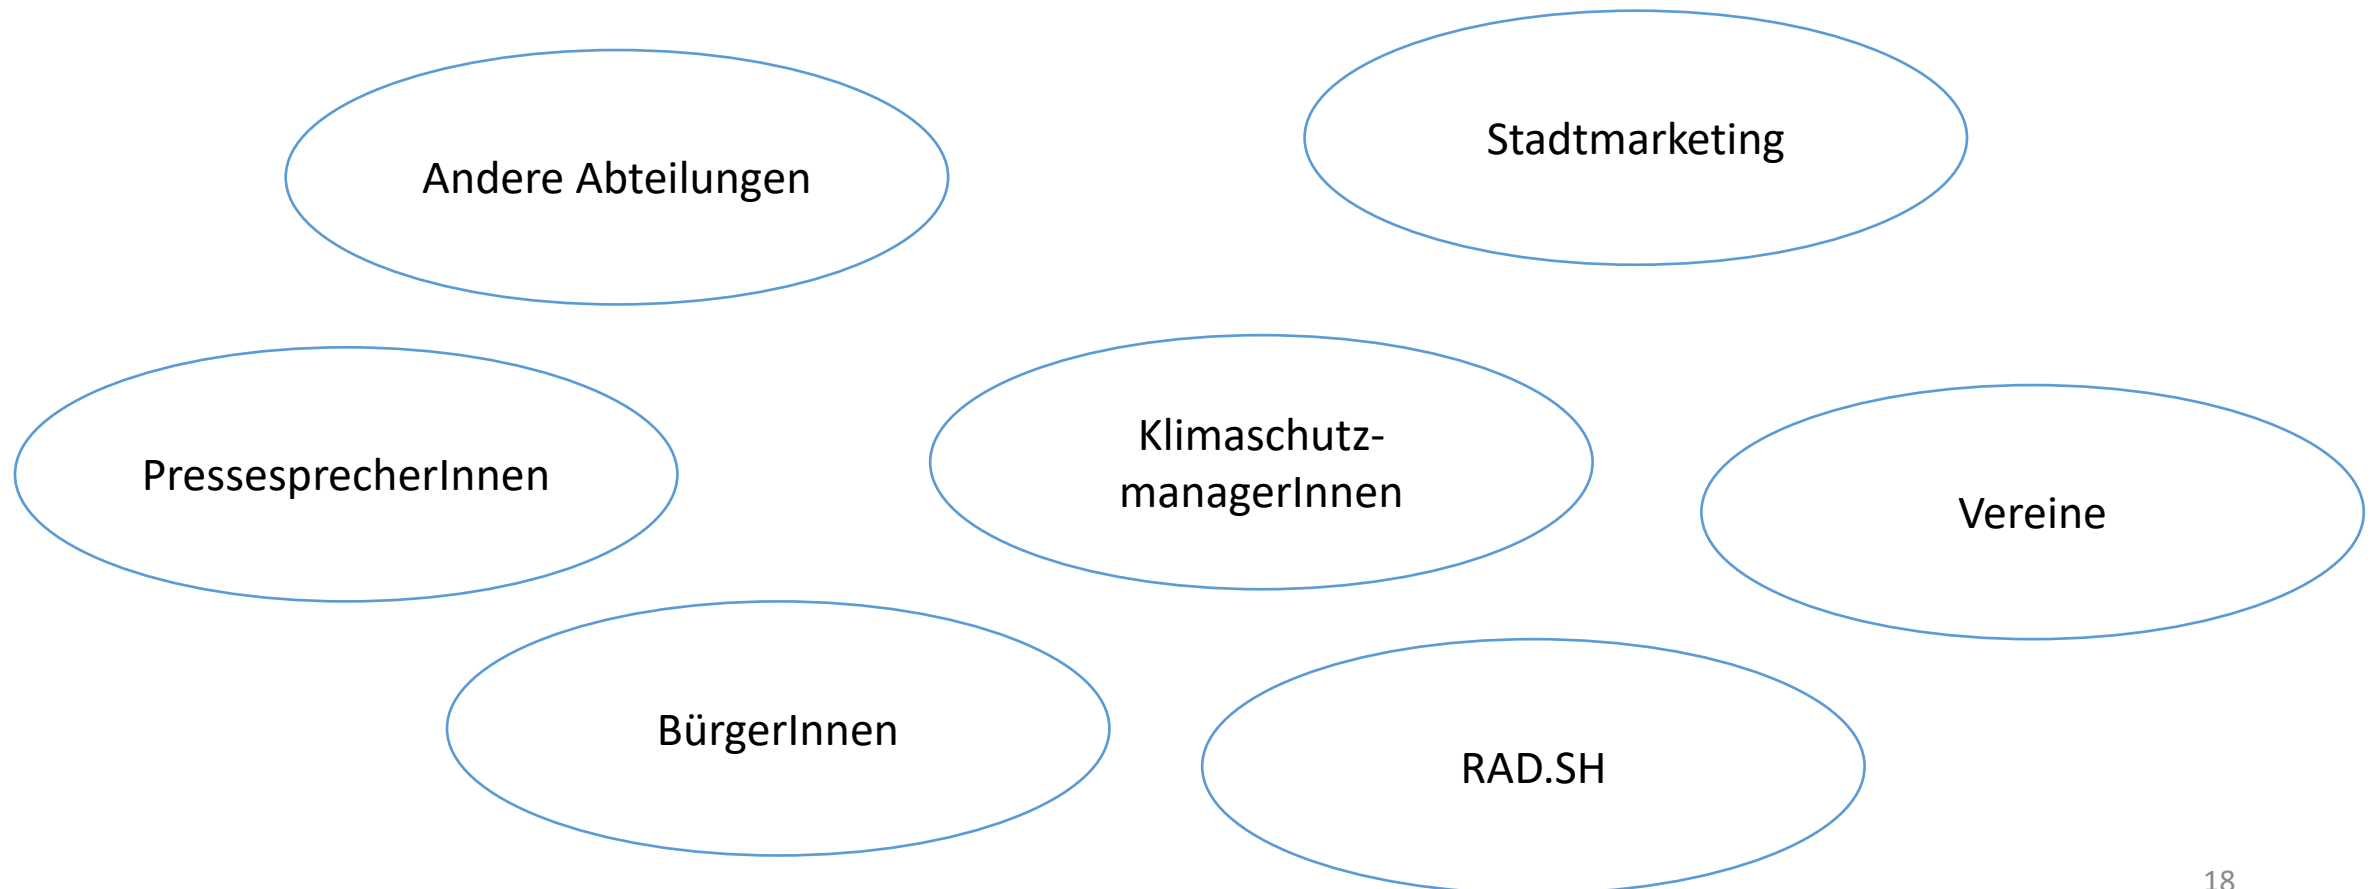 Stadtmarketing
Andere Abteilungen
Klimaschutz-
managerInnen
PressesprecherInnen
Vereine
BürgerInnen
RAD.SH
18